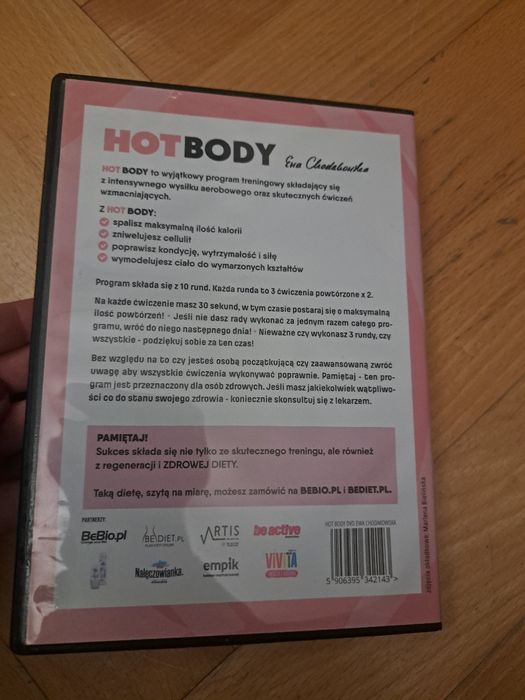 HOTBODY Ewa Chodakowska
HOT BODY to wyjątkowy program treningowy składający się
z intensywnego wysiłku aerobowego oraz skutecznych ćwiczeń
wzmacniających.
Z HOT BODY:
spalisz maksymalną ilość kalorii
zniwelujesz cellulit
poprawisz kondycję, wytrzymałość i siłę
wymodelujesz ciało do wymarzonych kształtów
Program składa się z 10 rund. Każda runda to 3 ćwiczenia powtórzone x 2.
Na każde ćwiczenie masz 30 sekund, w tym czasie postaraj się o maksymalną
ilość powtórzeń! - Jeśli nie dasz rady wykonać za jednym razem całego pro-
gramu, wróć do niego następnego dnia! - Nieważne czy wykonasz 3 rundy, czy
wszystkie - podziękuj sobie za ten czas!
Bez względu na to czy jesteś osobą początkującą czy zaawansowaną zwróć
uwagę aby wszystkie ćwiczenia wykonywać poprawnie. Pamiętaj - ten pro-
gram jest przeznaczony dla osób zdrowych. Jeśli masz jakiekolwiek wątpliwo-
ści co do stanu swojego zdrowia - koniecznie skonsultuj się z lekarzem.
PAMIĘTAJ!
Sukces składa się nie tylko ze skutecznego treningu, ale również
z regeneracji i ZDROWEJ DIETY.
Taką dietę, szytą na miarę, możesz zamówić na BEBIO.PL i BEDIET.PL.
PARTNERZY:
BeBio.pl
BEDIET.PL
ARTIS
be active
Nałęczowianka
empik
ViViTA
HOT BODY DVD EWA CHODAKOWSKA
5 906395 342143 >
zdjęcia okładkowe: Marlena Bielińska